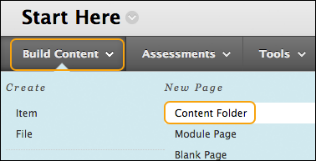 Start Here
Build Content Assessments Tools
Create New Page
Item Content Folder
File Module Page
Blank Page